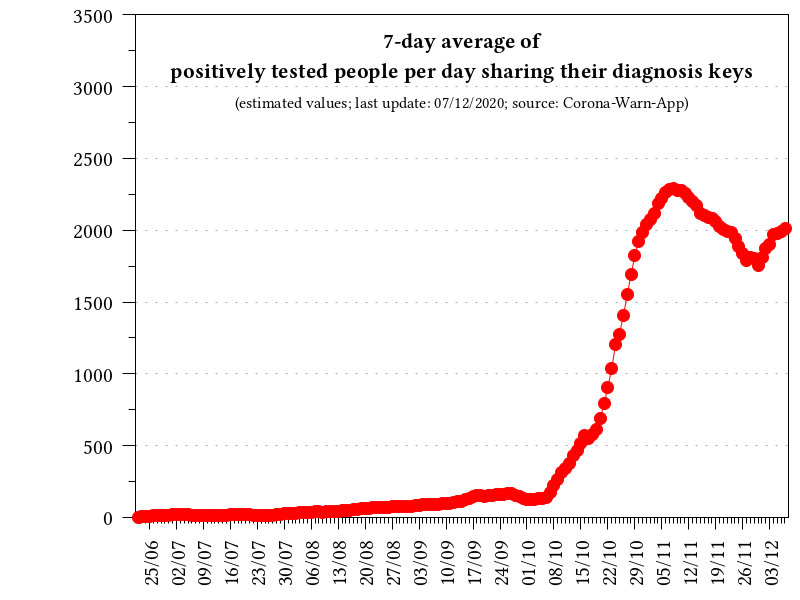 7-day average of
positively tested people per day sharing their diagnosis keys
(estimated values; last update: 07/12/2020; source: Corona-Warn-App)
3500
3000
2500
2000
1500
1000
500
0
25/06 02/07 09/07 16/07 23/07 30/07 06/08 13/08 20/08 27/08 03/09 10/09 17/09 24/09 01/10 08/10 15/10 22/10 29/10 05/11 12/11 19/11 26/11 03/12